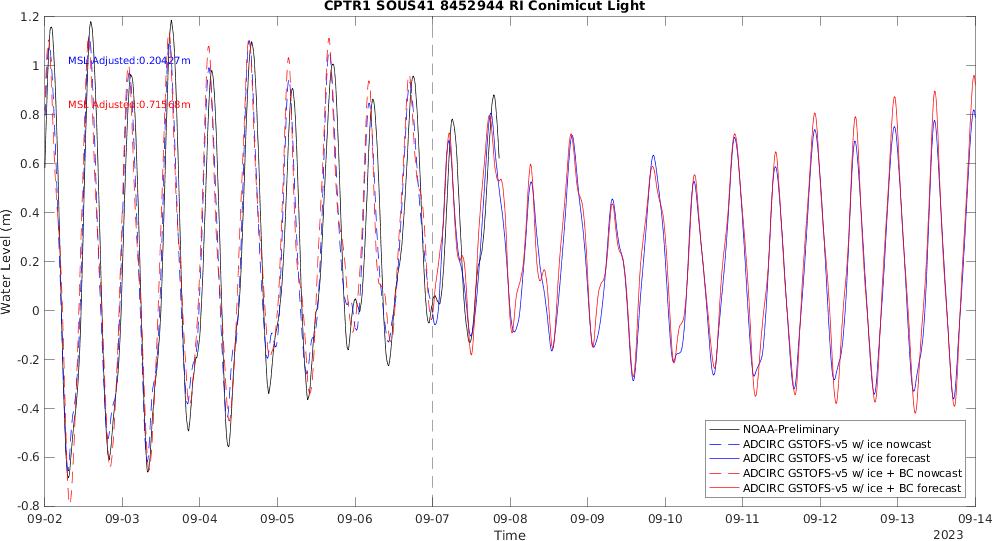 CPTR1 SOUS41 8452944 RI Conimicut Light
1.2
1
0.8
0.6
0.4
0.2
0
-0.2
-0.4
-0.6
-0.8
Water Level (m)
MSL Adjusted:0.20427m
MSL Adjusted:0.71568m
NOAA-Preliminary
ADCIRC GSTOFS-v5 w/ ice nowcast
ADCIRC GSTOFS-v5 w/ ice forecast
ADCIRC GSTOFS-v5 w/ ice + BC nowcast
ADCIRC GSTOFS-v5 w/ ice + BC forecast
09-02 09-03 09-04 09-05 09-06 09-07 09-08 09-09 09-10 09-11 09-12 09-13 09-14
Time
2023